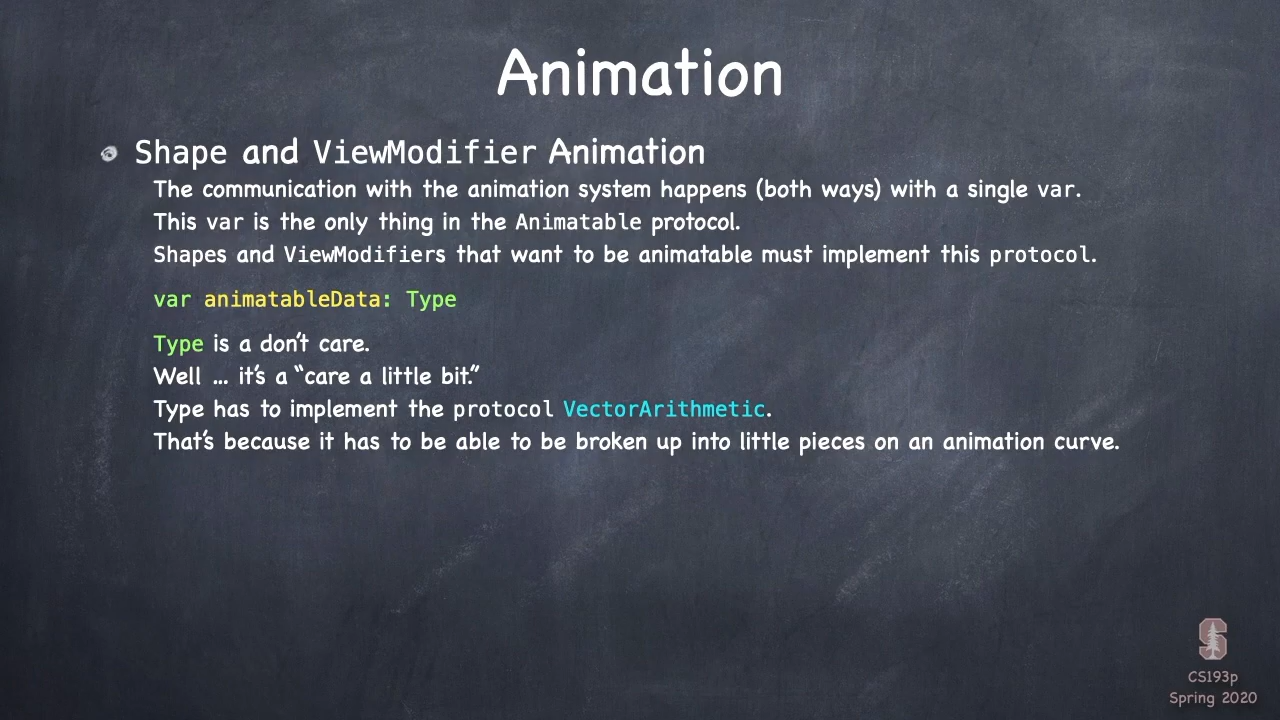 Animation
Shape and ViewModifier Animation
The communication with the animation system happens (both ways) with a single var.
This var is the only thing in the Animatable protocol.
Shapes and ViewModifiers that want to be animatable must implement this protocol.
var animatableData: Type
Type is a don't care.
Well ... it's a “care a little bit.”
Type has to implement the protocol VectorArithmetic.
That's because it has to be able to be broken up into little pieces on an animation curve.
S
CS193p
Spring 2020